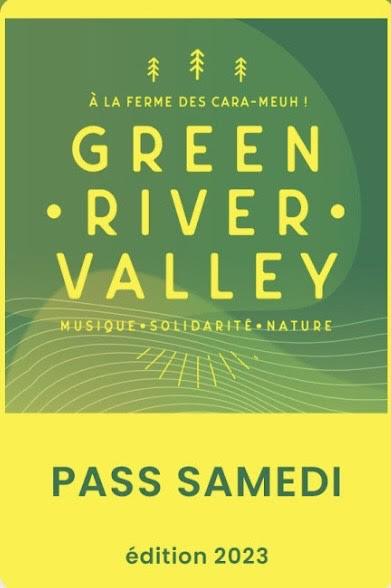 À LA FERME DES CARA-MEUH !
GREEN
•RIVER•
VALLEY
MUSIQUE•SOLIDARITÉ•NATURE
PASS SAMEDI
édition 2023